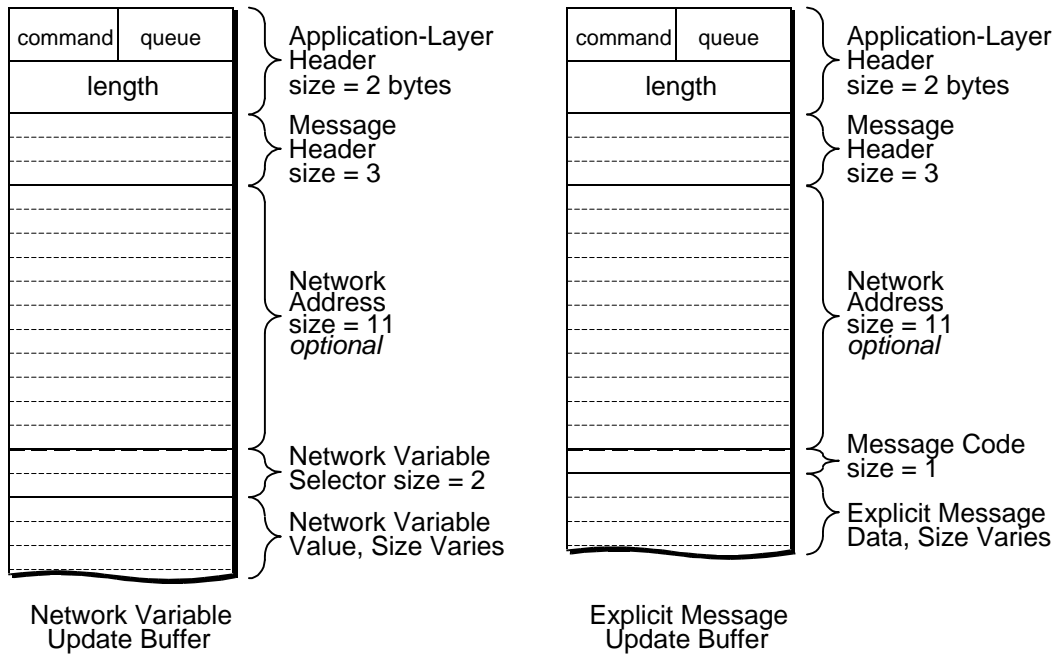 command queue
length
Application-Layer
Header
size = 2 bytes
Message
Header
size = 3
Network
Address
size = 11
optional
Network Variable
Selector size = 2
Network Variable
Value, Size Varies
Network Variable
Update Buffer
command queue
length
Application-Layer
Header
size = 2 bytes
Message
Header
size = 3
Network
Address
size = 11
optional
Message Code
size = 1
Explicit Message
Data, Size Varies
Explicit Message
Update Buffer